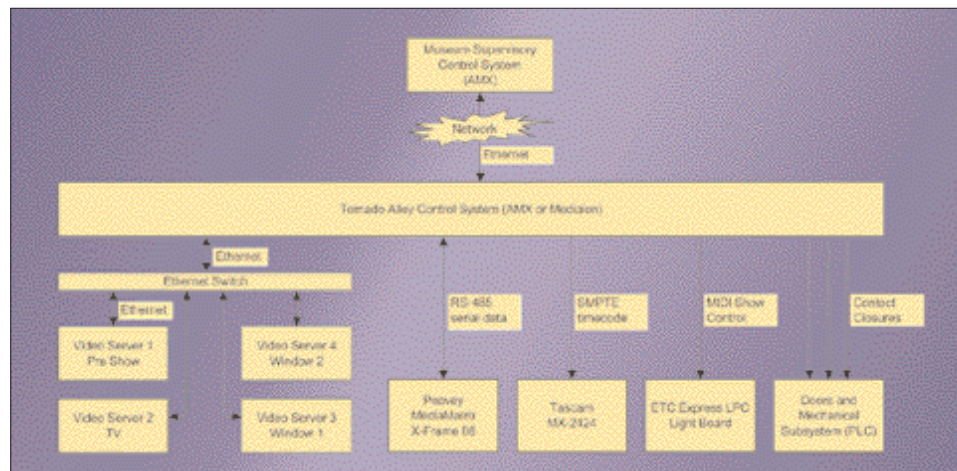 Museum Supervisory
Control System
(AMX)
Network
Ethernet
Tornado Alley Control System (AMX or Medialon)
Ethernet
Ethernet Switch
Ethernet
RS-485
serial data
SMPTE
timecode
MIDI Show
Control
Contact
Closures
Video Server 1
Pre Show
Video Server 4
Window 2
Video Server 2
TV
Video Server 3
Window 1
Peavey
MediaMatrix
X-Frame 88
Tascam
MX-2424
ETC Express LPC
Light Board
Doors and
Mechanical
Subsystem (PLC)